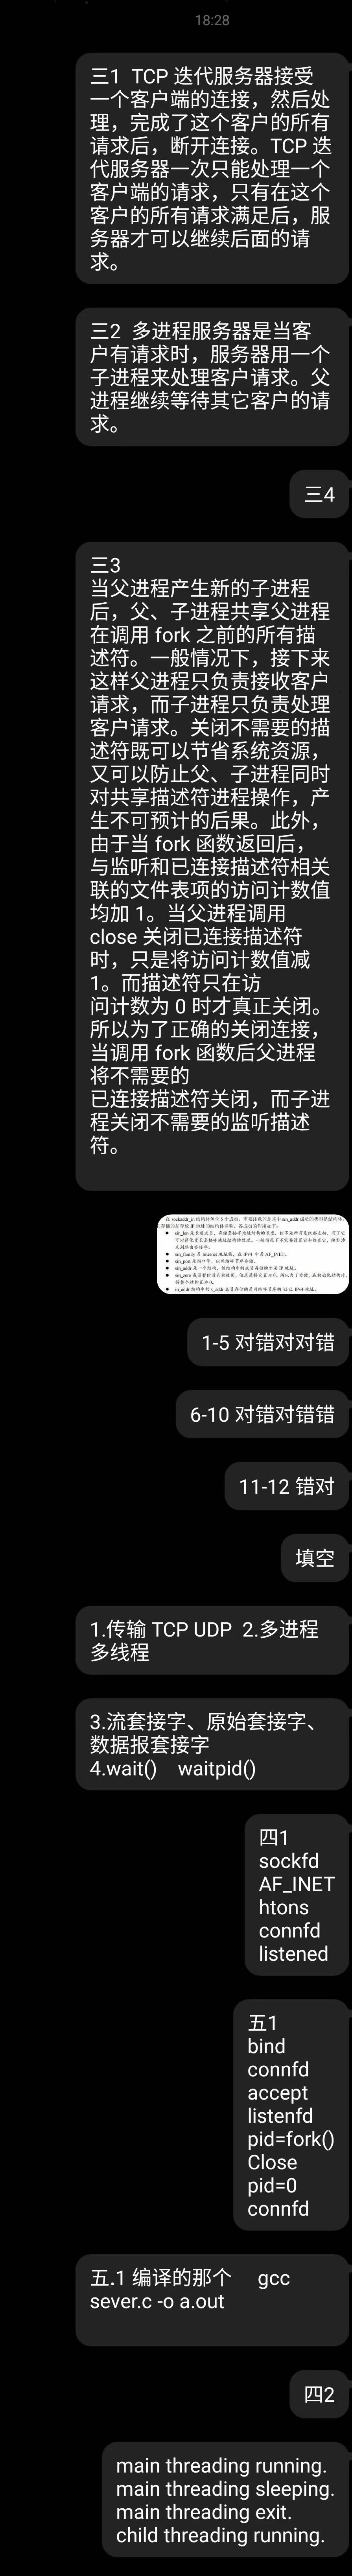 18:28
三1  TCP 迭代服务器接受
一个客户端的连接，然后处
理，完成了这个客户的所有
请求后，断开连接。TCP 迭
代服务器一次只能处理一个
客户端的请求，只有在这个
客户的所有请求满足后，服
务器才可以继续后面的请
求。
三2  多进程服务器是当客
户有请求时，服务器用一个
子进程来处理客户请求。父
进程继续等待其它客户的请
求。
三4
三3
当父进程产生新的子进程
后，父、子进程共享父进程
在调用 fork 之前的所有描
述符。一般情况下，接下来
这样父进程只负责接收客户
请求，而子进程只负责处理
客户请求。关闭不需要的描
述符既可以节省系统资源，
又可以防止父、子进程同时
对共享描述符进程操作，产
生不可预计的后果。此外，
由于当 fork 函数返回后，
与监听和已连接描述符相关
联的文件表项的访问计数值
均加 1。当父进程调用
close 关闭已连接描述符
时，只是将访问计数值减
1。而描述符只在访
问计数为 0 时才真正关闭。
所以为了正确的关闭连接，
当调用 fork 函数后父进程
将不需要的
已连接描述符关闭，而子进
程关闭不需要的监听描述
符。
1-5 对错对对错
6-10 对错对错错
11-12 错对
填空
1.传输 TCP UDP  2.多进程
多线程
3.流套接字、原始套接字、
数据报套接字
4.wait()    waitpid()
四1
sockfd
AF_INET
htons
connfd
listened
五1
bind
connfd
accept
listenfd
pid=fork()
Close
pid=0
connfd
五.1 编译的那个     gcc
sever.c -o a.out
四2
main threading running.
main threading sleeping.
main threading exit.
child threading running.